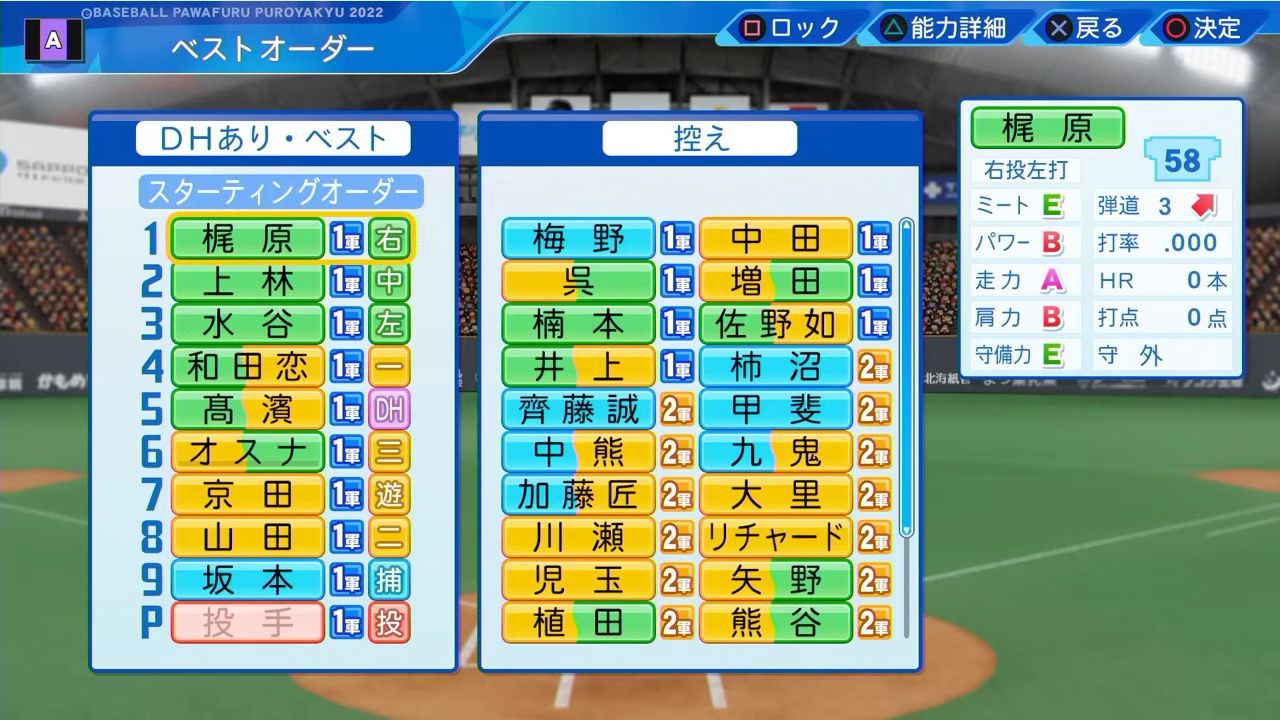 ©BASEBALL PAWAFURU PUROYAKYU 2022
A
ベストオーダー
ロック
能力詳細
戻る
決定
DHあり・ベスト
スターティングオーダー
1 梶原 1軍 右
2 上林 1軍 中
3 水谷 1軍 左
4 和田恋 1軍 一
5 髙濱 1軍 DH
6 オスナ 1軍 三
7 京田 1軍 遊
8 山田 1軍 二
9 坂本 1軍 捕
P 投手 1軍 投
控え
梅野 1軍 中田 1軍
呉 1軍 増田 1軍
楠本 1軍 佐野如 1軍
井上 1軍 柿沼 2軍
齊藤誠 2軍 甲斐 2軍
中熊 2軍 九鬼 2軍
加藤匠 2軍 大里 2軍
川瀬 2軍 リチャード 2軍
児玉 2軍 矢野 2軍
植田 2軍 熊谷 2軍
梶原
58
右投左打
ミート E 弾道 3
パワー B 打率 .000
走力 A HR 0本
肩力 B 打点 0点
守備力 E 守 外
SAPPO
かもめ
北海